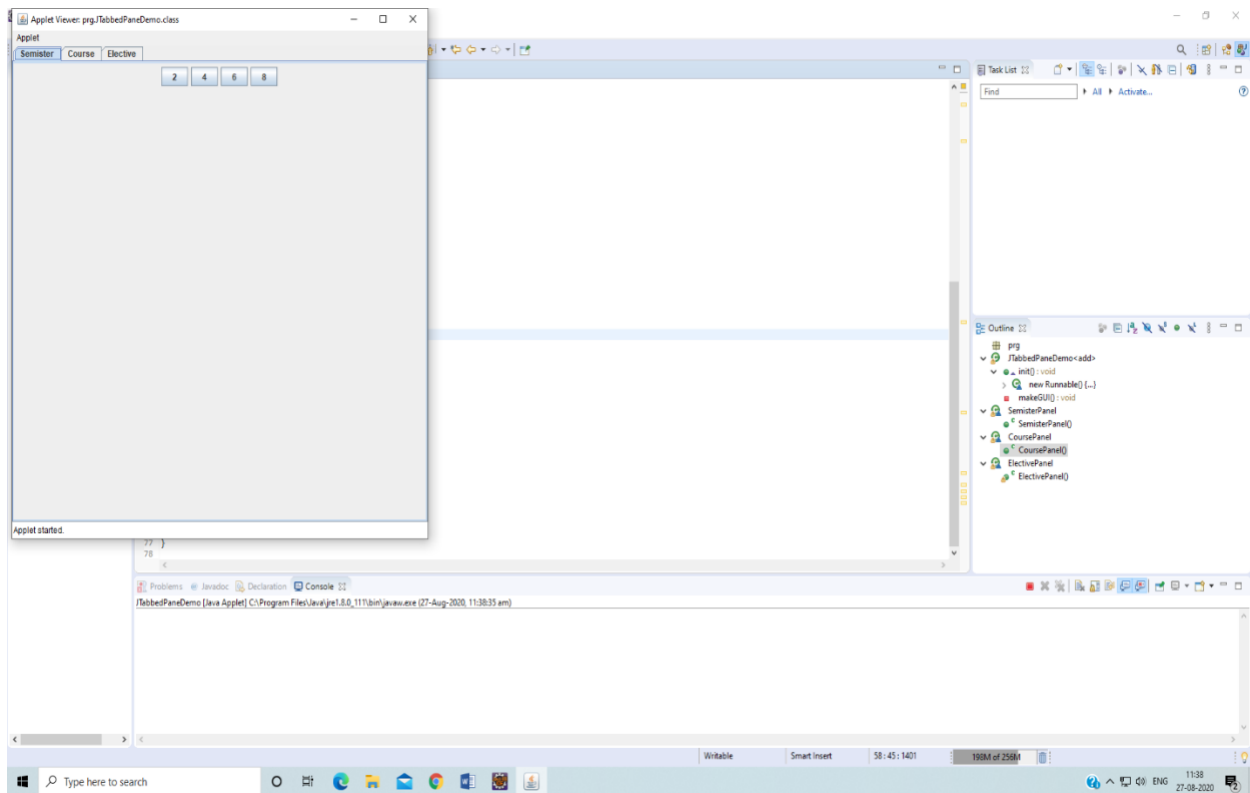 Applet Viewer: prg.JTabbedPaneDemo.class
Applet
Semister Course Elective
2 4 6 8
Applet started.
Task List
Find All Activate...
Outline
prg
JTabbedPaneDemo<add>
init() : void
new Runnable() {...}
makeGUI() : void
SemisterPanel
SemisterPanel()
CoursePanel
CoursePanel()
ElectivePanel
ElectivePanel()
77 }
78
Problems @ Javadoc Declaration Console
JTabbedPaneDemo [Java Applet] C:\Program Files\Java\jre1.8.0_111\bin\javaw.exe (27-Aug-2020, 11:38:35 am)
Writable Smart Insert 58 : 45 : 1401 198M of 256M
Type here to search ENG 11:38
27-08-2020